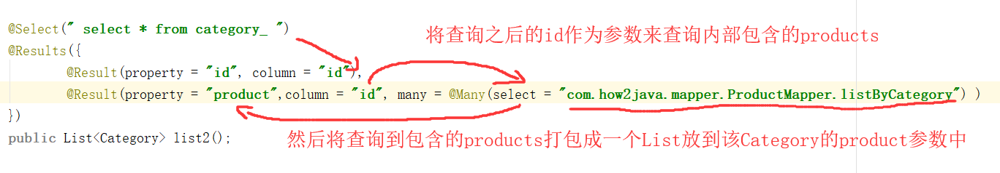 @Select(" select * from category_ ")
将查询之后的id作为参数来查询内部包含的products
@Results({
@Result(property = "id", column = "id"),
@Result(property = "product",column = "id", many = @Many(select = "com.how2java.mapper.ProductMapper.listByCategory") )
})
public List<Category> list2();
然后将查询到包含的products打包成一个List放到该Category的product参数中